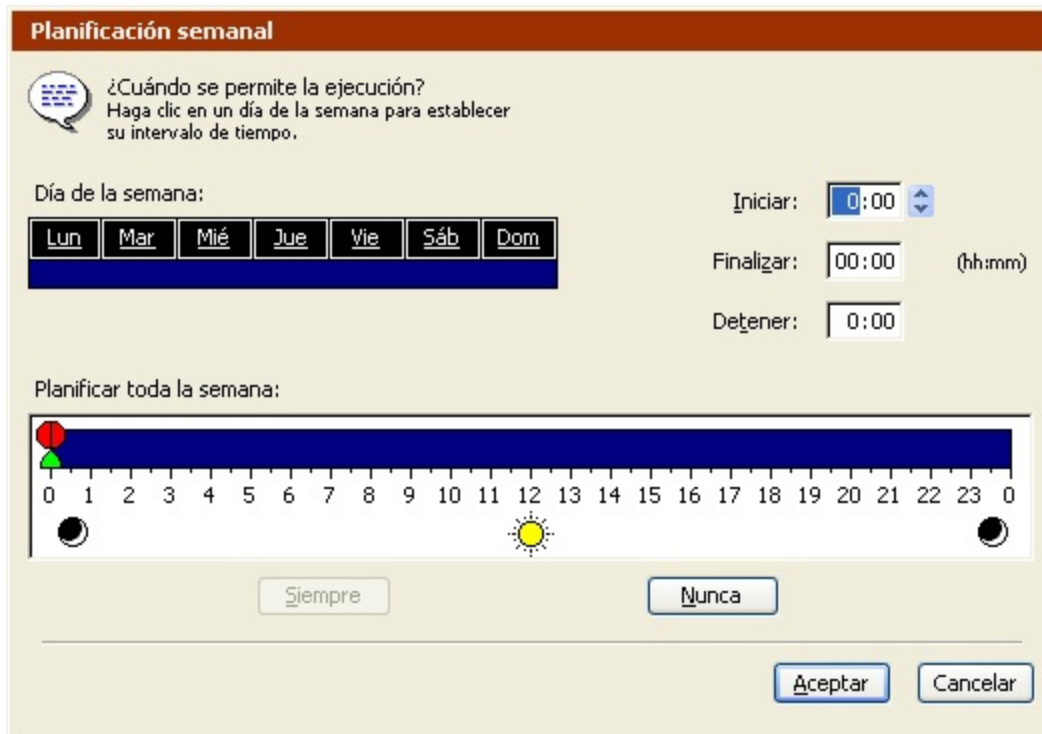 Planificación semanal
¿Cuándo se permite la ejecución?
Haga clic en un día de la semana para establecer
su intervalo de tiempo.
Día de la semana:
Lun Mar Mié Jue Vie Sáb Dom
Iniciar: 0:00
Finalizar: 00:00 (hh:mm)
Detener: 0:00
Planificar toda la semana:
0 1 2 3 4 5 6 7 8 9 10 11 12 13 14 15 16 17 18 19 20 21 22 23 0
Siempre
Nunca
Aceptar
Cancelar